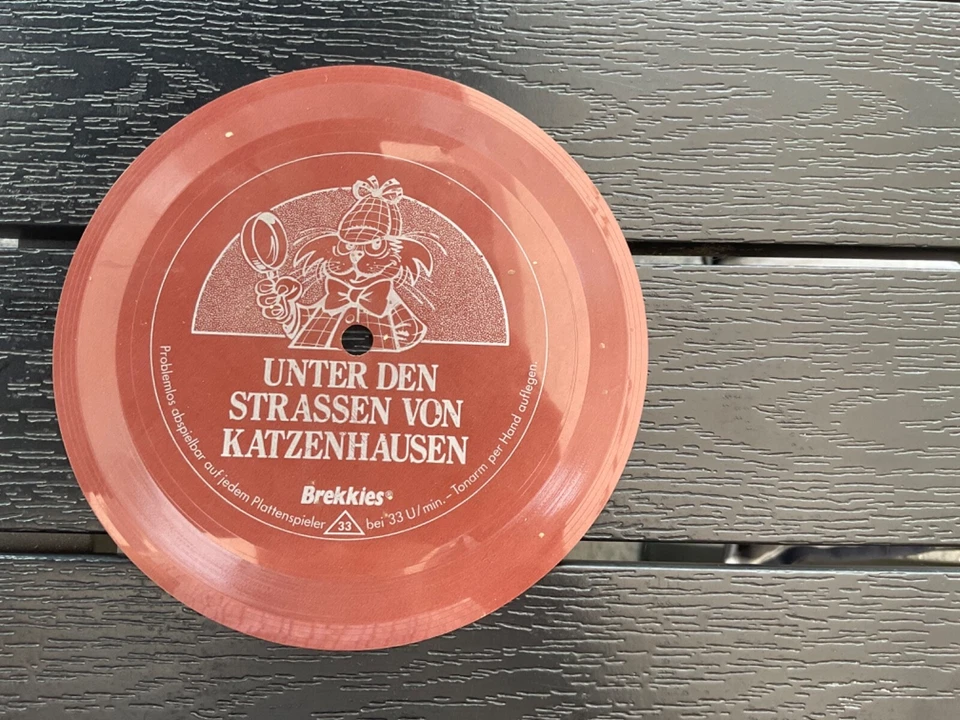 UNTER DEN
STRASSEN VON
KATZENHAUSEN
Brekkies®
Problemlos abspielbar auf jedem Plattenspieler 33 bei 33 U/min. – Tonarm per Hand auflegen.